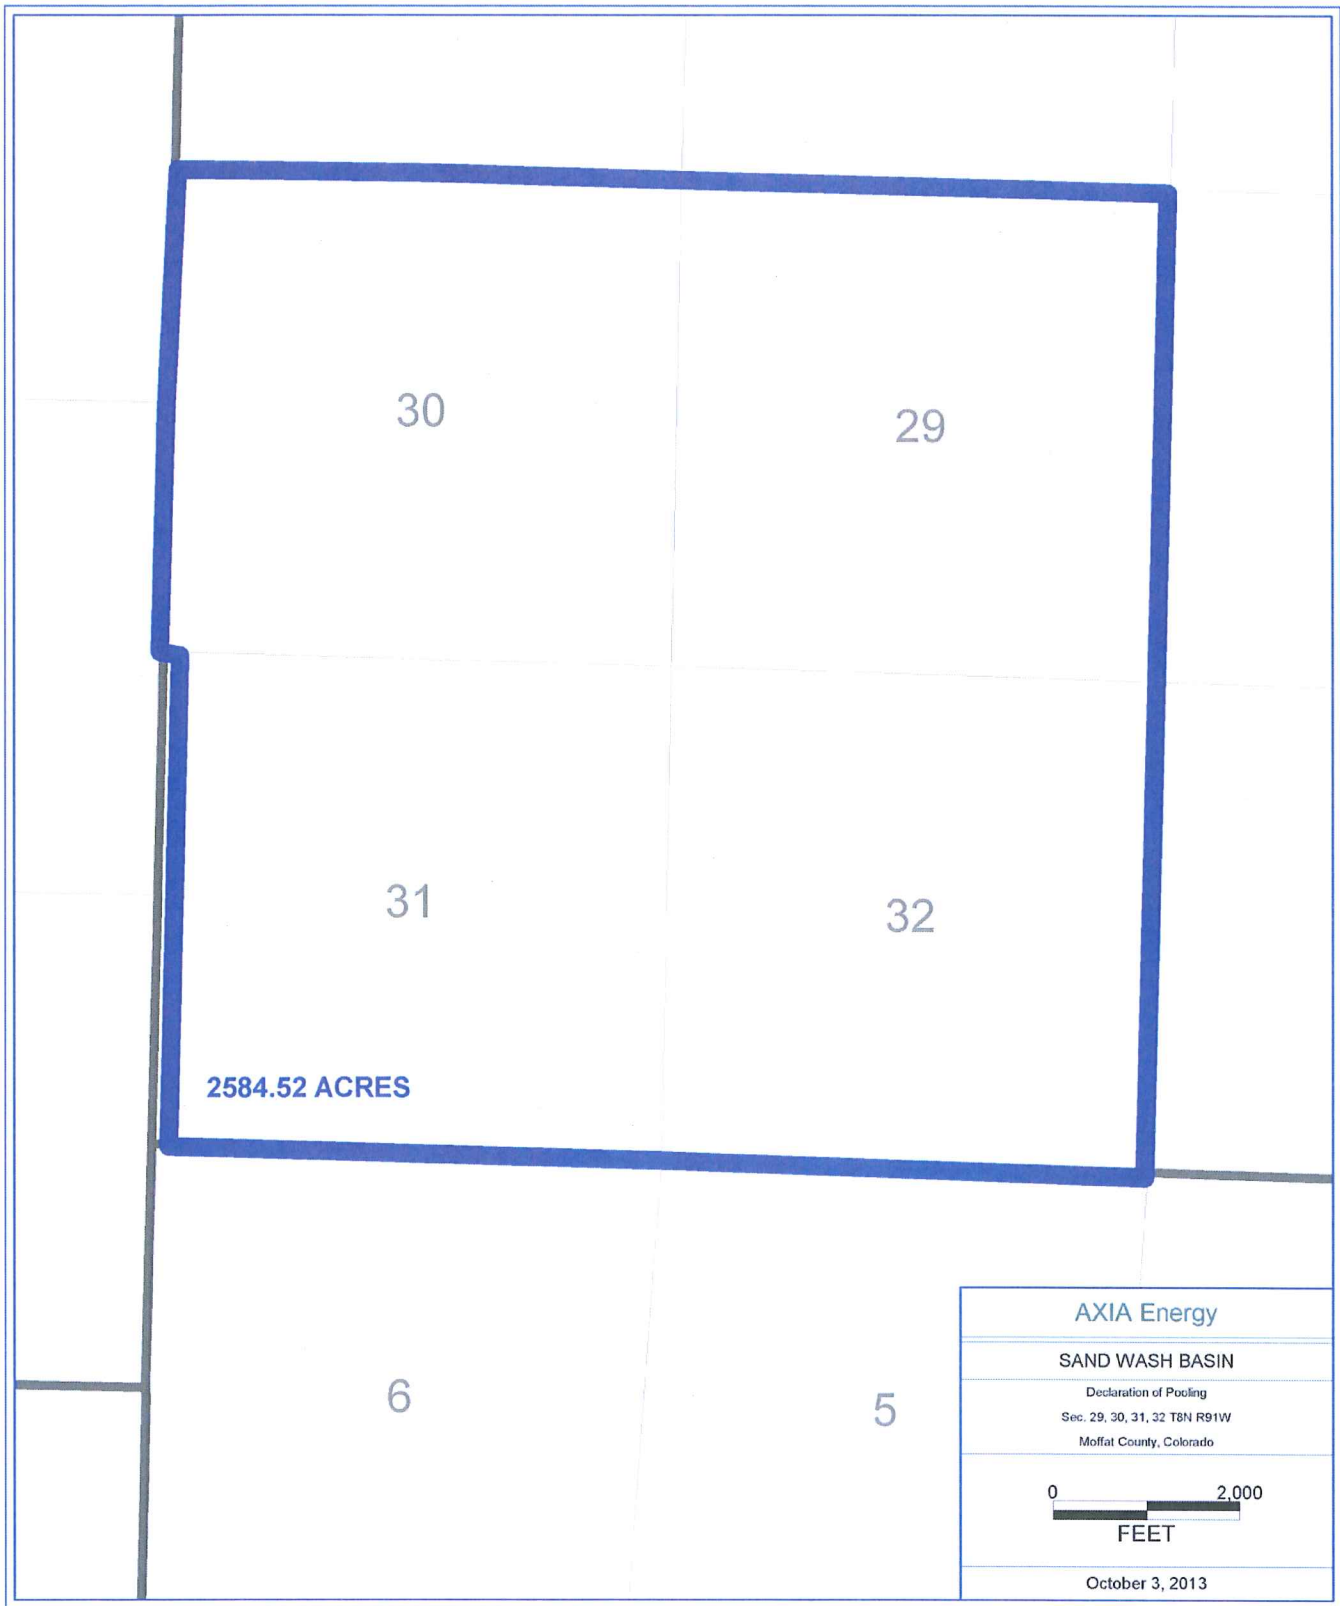 30
29
31
32
2584.52 ACRES
6
5
AXIA Energy
SAND WASH BASIN
Declaration of Pooling
Sec. 29, 30, 31, 32 T8N R91W
Moffat County, Colorado
0 2,000
FEET
October 3, 2013